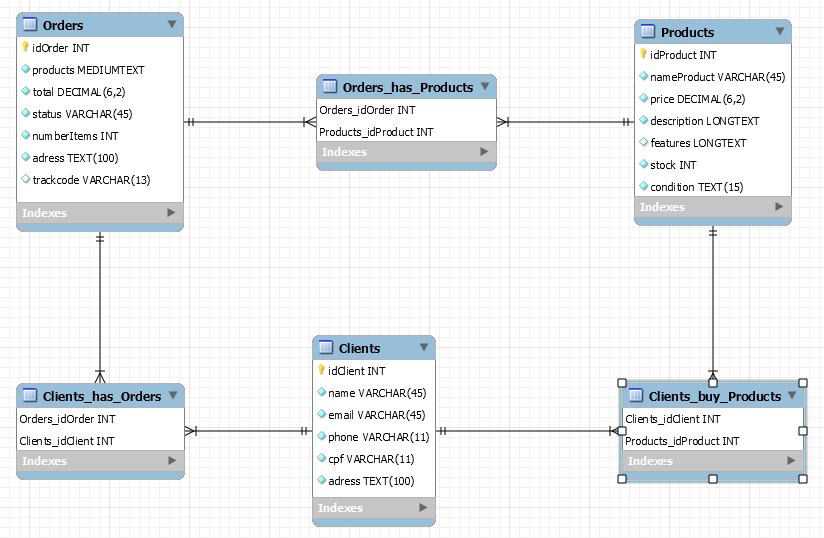 Orders
idOrder INT
products MEDIUMTEXT
total DECIMAL(6,2)
status VARCHAR(45)
numberItems INT
adress TEXT(100)
trackcode VARCHAR(13)
Indexes
Orders_has_Products
Orders_idOrder INT
Products_idProduct INT
Indexes
Products
idProduct INT
nameProduct VARCHAR(45)
price DECIMAL(6,2)
description LONGTEXT
features LONGTEXT
stock INT
condition TEXT(15)
Indexes
Clients_has_Orders
Orders_idOrder INT
Clients_idClient INT
Indexes
Clients
idClient INT
name VARCHAR(45)
email VARCHAR(45)
phone VARCHAR(11)
cpf VARCHAR(11)
adress TEXT(100)
Indexes
Clients_buy_Products
Clients_idClient INT
Products_idProduct INT
Indexes